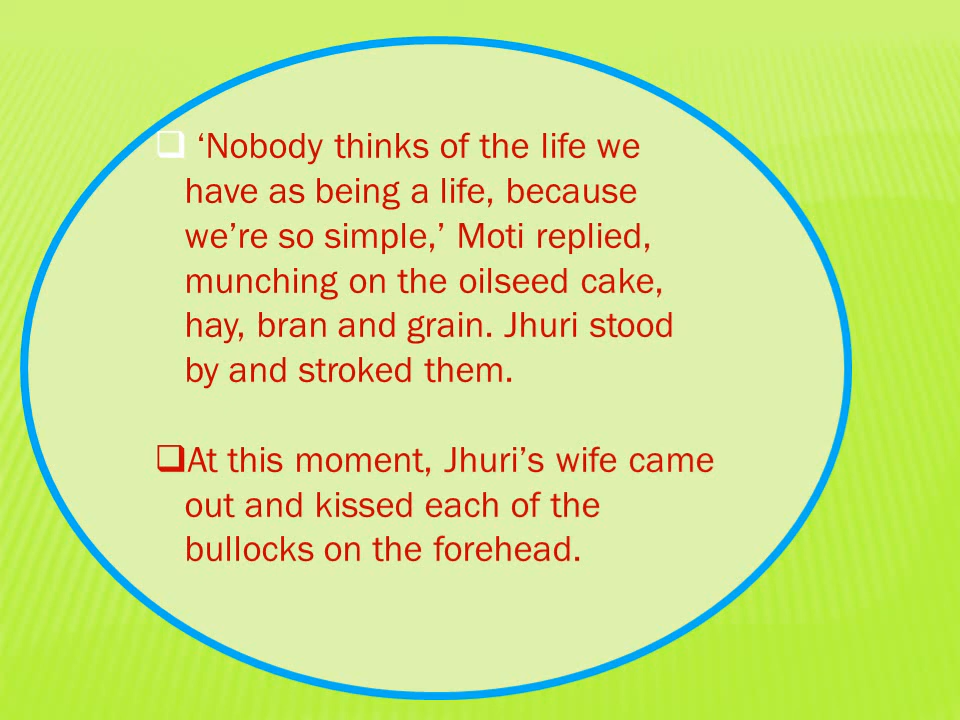 ‘Nobody thinks of the life we
have as being a life, because
we’re so simple,’ Moti replied,
munching on the oilseed cake,
hay, bran and grain. Jhuri stood
by and stroked them.
At this moment, Jhuri’s wife came
out and kissed each of the
bullocks on the forehead.